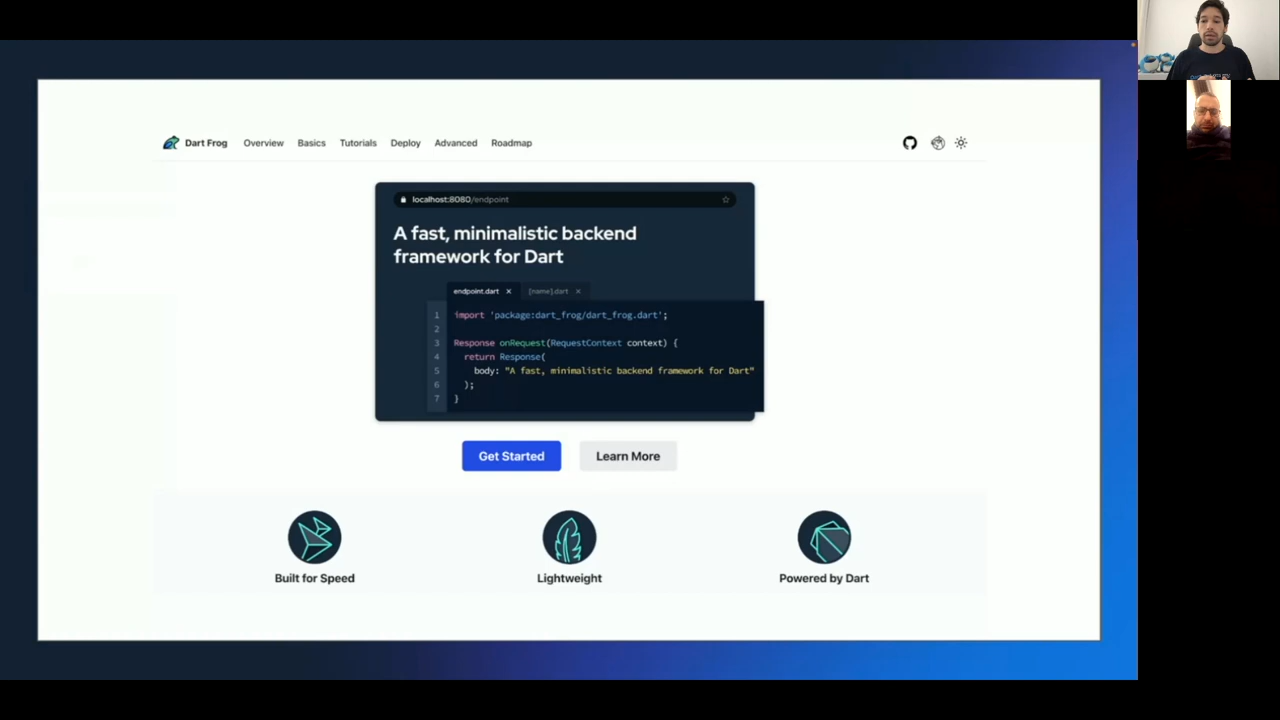 Dart Frog Overview Basics Tutorials Deploy Advanced Roadmap
localhost:8080/endpoint
A fast, minimalistic backend
framework for Dart
endpoint.dart × [name].dart ×
1 import 'package:dart_frog/dart_frog.dart';
2
3 Response onRequest(RequestContext context) {
4 return Response(
5 body: "A fast, minimalistic backend framework for Dart"
6 );
7 }
Get Started Learn More
Built for Speed Lightweight Powered by Dart